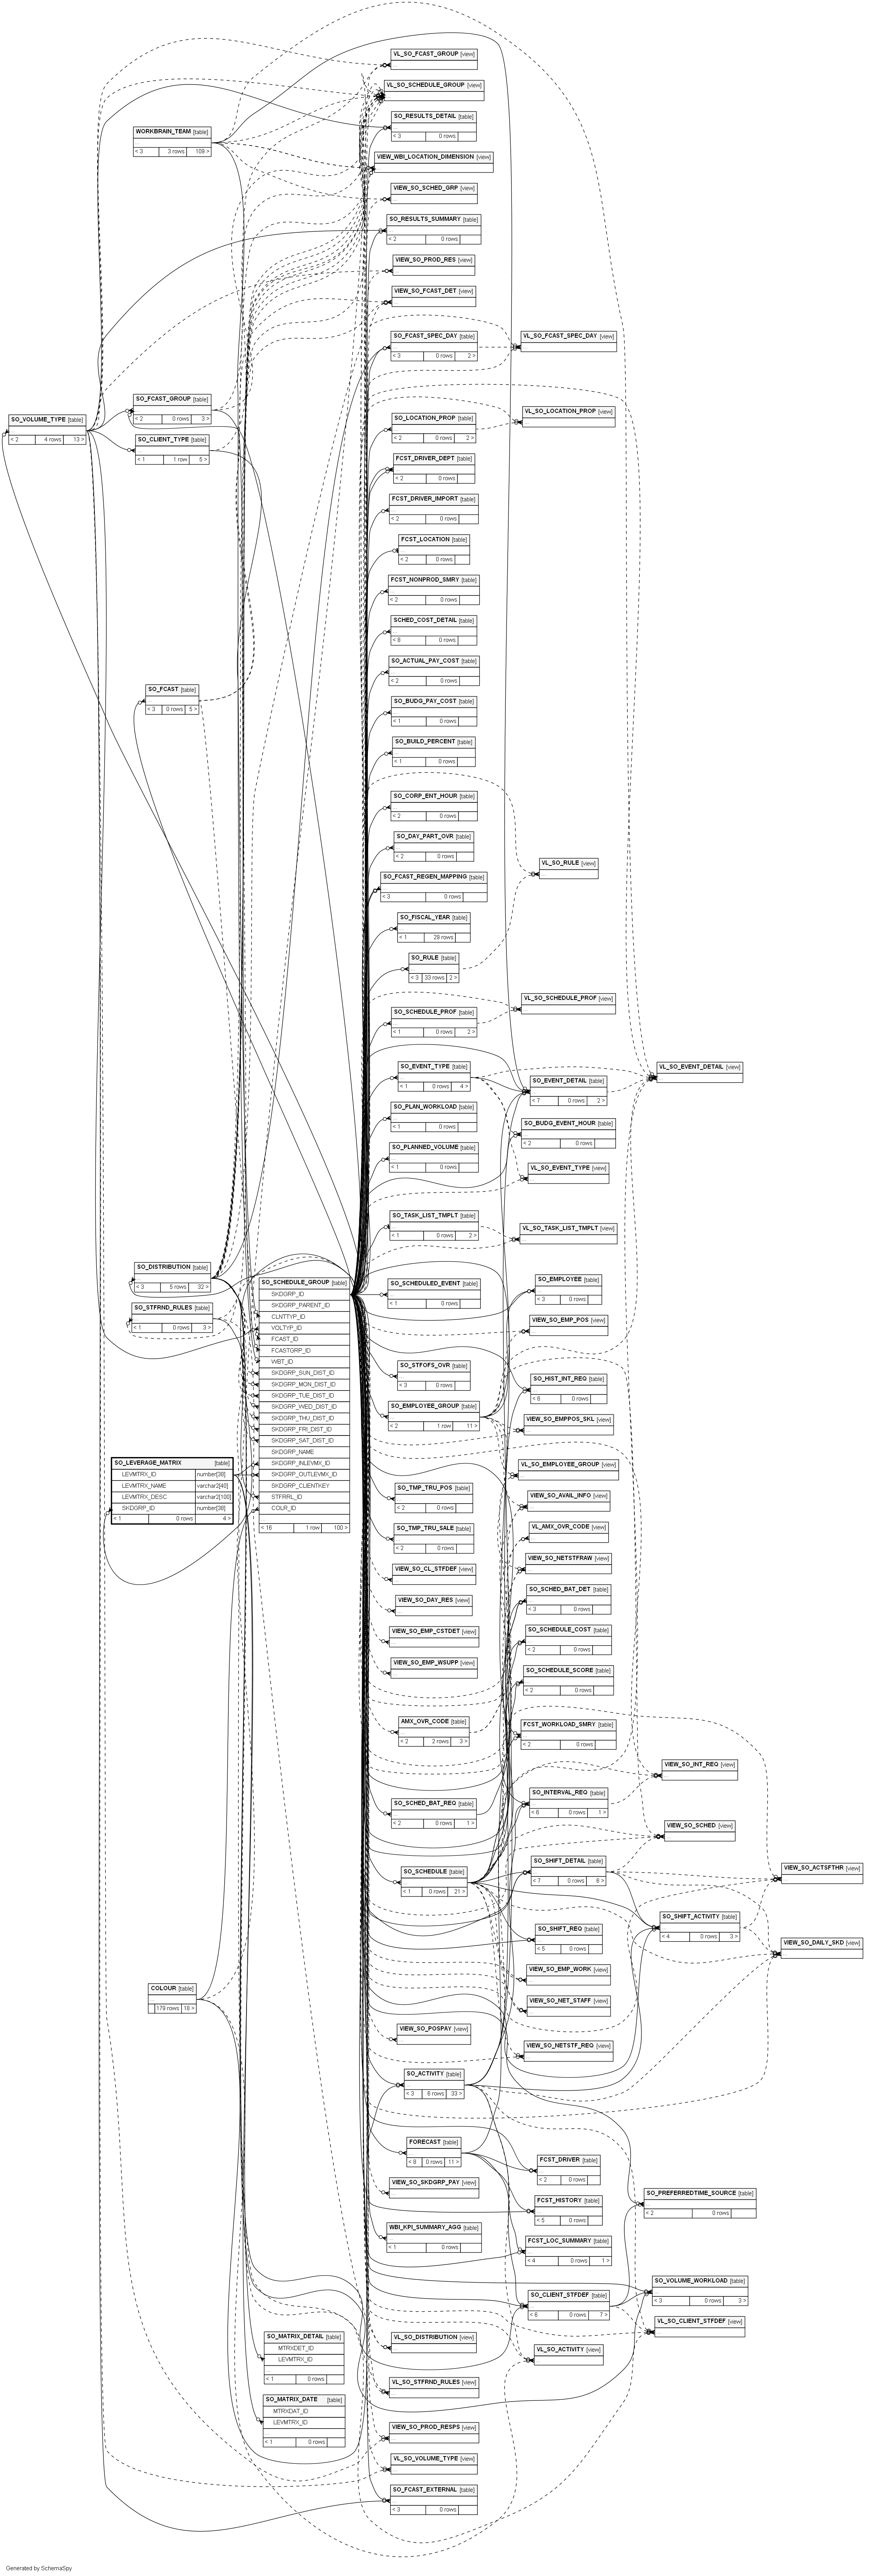 VL_SO_FCAST_GROUP [view]
...
VL_SO_SCHEDULE_GROUP [view]
...
SO_RESULTS_DETAIL [table]
...
< 3 0 rows
WORKBRAIN_TEAM [table]
...
< 3 3 rows 109 >
VIEW_WBI_LOCATION_DIMENSION [view]
...
VIEW_SO_SCHED_GRP [view]
...
SO_RESULTS_SUMMARY [table]
...
< 2 0 rows
VIEW_SO_PROD_RES [view]
...
VIEW_SO_FCAST_DET [view]
...
SO_FCAST_SPEC_DAY [table]
...
< 3 0 rows 2 >
VL_SO_FCAST_SPEC_DAY [view]
...
SO_FCAST_GROUP [table]
...
< 2 0 rows 3 >
SO_VOLUME_TYPE [table]
...
< 2 4 rows 13 >
SO_CLIENT_TYPE [table]
...
< 1 1 row 5 >
SO_LOCATION_PROP [table]
...
< 2 0 rows 2 >
VL_SO_LOCATION_PROP [view]
...
FCST_DRIVER_DEPT [table]
...
< 2 0 rows
FCST_DRIVER_IMPORT [table]
...
< 2 0 rows
FCST_LOCATION [table]
...
< 2 0 rows
FCST_NONPROD_SMRY [table]
...
< 2 0 rows
SCHED_COST_DETAIL [table]
...
< 6 0 rows
SO_ACTUAL_PAY_COST [table]
...
< 2 0 rows
SO_FCAST [table]
...
< 3 0 rows 5 >
SO_BUDG_PAY_COST [table]
...
< 1 0 rows
SO_BUILD_PERCENT [table]
...
< 1 0 rows
SO_CORP_ENT_HOUR [table]
...
< 2 0 rows
SO_DAY_PART_OVR [table]
...
< 2 0 rows
VL_SO_RULE [view]
...
SO_FCAST_REGEN_MAPPING [table]
...
< 3 0 rows
SO_FISCAL_YEAR [table]
...
< 1 29 rows
SO_RULE [table]
...
< 3 33 rows 2 >
SO_SCHEDULE_PROF [table]
...
< 1 0 rows 2 >
VL_SO_SCHEDULE_PROF [view]
...
SO_EVENT_TYPE [table]
...
< 1 0 rows 4 >
SO_EVENT_DETAIL [table]
...
< 7 0 rows 2 >
VL_SO_EVENT_DETAIL [view]
...
SO_PLAN_WORKLOAD [table]
...
< 1 0 rows
SO_BUDG_EVENT_HOUR [table]
...
< 2 0 rows
SO_PLANNED_VOLUME [table]
...
< 1 0 rows
VL_SO_EVENT_TYPE [view]
...
SO_TASK_LIST_TMPLT [table]
...
< 1 0 rows 2 >
VL_SO_TASK_LIST_TMPLT [view]
...
SO_DISTRIBUTION [table]
...
< 3 5 rows 32 >
SO_STFRND_RULES [table]
...
< 1 0 rows 3 >
SO_SCHEDULE_GROUP [table]
SKDGRP_ID
SKDGRP_PARENT_ID
CLNTTYP_ID
VOLTYP_ID
FCAST_ID
FCASTGRP_ID
WBT_ID
SKDGRP_SUN_DIST_ID
SKDGRP_MON_DIST_ID
SKDGRP_TUE_DIST_ID
SKDGRP_WED_DIST_ID
SKDGRP_THU_DIST_ID
SKDGRP_FRI_DIST_ID
SKDGRP_SAT_DIST_ID
SKDGRP_NAME
SKDGRP_INLEVMX_ID
SKDGRP_OUTLEVMX_ID
SKDGRP_CLIENTKEY
STFRRL_ID
COLR_ID
...
< 16 1 row 100 >
SO_LEVERAGE_MATRIX [table]
LEVMTRX_ID number[38]
LEVMTRX_NAME varchar2[40]
LEVMTRX_DESC varchar2[100]
SKDGRP_ID number[38]
< 1 0 rows 4 >
SO_SCHEDULED_EVENT [table]
...
< 1 0 rows
SO_EMPLOYEE [table]
...
< 3 0 rows
VIEW_SO_EMP_POS [view]
...
SO_STFOFS_OVR [table]
...
< 3 0 rows
SO_HIST_INT_REQ [table]
...
< 6 0 rows
SO_EMPLOYEE_GROUP [table]
...
< 2 1 row 11 >
VIEW_SO_EMPPOS_SKL [view]
...
VL_SO_EMPLOYEE_GROUP [view]
...
SO_TMP_TRU_POS [table]
...
< 2 0 rows
VIEW_SO_AVAIL_INFO [view]
...
SO_TMP_TRU_SALE [table]
...
< 2 0 rows
VL_AMX_OVR_CODE [view]
...
VIEW_SO_NETSTFRAW [view]
...
VIEW_SO_CL_STFDEF [view]
...
SO_SCHED_BAT_DET [table]
...
< 3 0 rows
VIEW_SO_DAY_RES [view]
...
VIEW_SO_EMP_CSTDET [view]
...
SO_SCHEDULE_COST [table]
...
< 2 0 rows
VIEW_SO_EMP_WSUPP [view]
...
SO_SCHEDULE_SCORE [table]
...
< 2 0 rows
AMX_OVR_CODE [table]
...
< 2 2 rows 3 >
FCST_WORKLOAD_SMRY [table]
...
< 2 0 rows
VIEW_SO_INT_REQ [view]
...
SO_SCHED_BAT_REQ [table]
...
< 2 0 rows 1 >
SO_INTERVAL_REQ [table]
...
< 6 0 rows 1 >
VIEW_SO_SCHED [view]
...
SO_SCHEDULE [table]
...
< 1 0 rows 21 >
SO_SHIFT_DETAIL [table]
...
< 7 0 rows 6 >
VIEW_SO_ACTSFTHR [view]
...
SO_SHIFT_ACTIVITY [table]
...
< 4 0 rows 3 >
SO_SHIFT_REQ [table]
...
< 5 0 rows
VIEW_SO_DAILY_SKD [view]
...
VIEW_SO_EMP_WORK [view]
...
COLOUR [table]
...
179 rows 18 >
VIEW_SO_NET_STAFF [view]
...
VIEW_SO_POSPAY [view]
...
VIEW_SO_NETSTF_REQ [view]
...
SO_ACTIVITY [table]
...
< 3 6 rows 33 >
FORECAST [table]
...
< 8 0 rows 11 >
FCST_DRIVER [table]
...
< 2 0 rows
VIEW_SO_SKDGRP_PAY [view]
...
SO_PREFERREDTIME_SOURCE [table]
...
< 2 0 rows
FCST_HISTORY [table]
...
< 5 0 rows
WBI_KPI_SUMMARY_AGG [table]
...
< 1 0 rows
FCST_LOC_SUMMARY [table]
...
< 4 0 rows 1 >
SO_VOLUME_WORKLOAD [table]
...
< 3 0 rows 3 >
SO_CLIENT_STFDEF [table]
...
< 6 0 rows 7 >
VL_SO_CLIENT_STFDEF [view]
...
SO_MATRIX_DETAIL [table]
MTRXDET_ID
LEVMTRX_ID
...
< 1 0 rows
VL_SO_DISTRIBUTION [view]
...
VL_SO_ACTIVITY [view]
...
VL_SO_STFRND_RULES [view]
...
SO_MATRIX_DATE [table]
MTRXDAT_ID
LEVMTRX_ID
...
< 1 0 rows
VIEW_SO_PROD_RESPS [view]
...
VL_SO_VOLUME_TYPE [view]
...
SO_FCAST_EXTERNAL [table]
...
< 3 0 rows
Generated by SchemaSpy